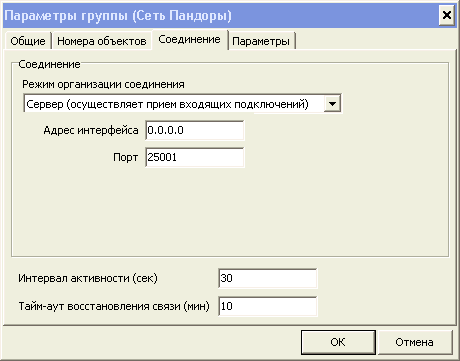 Параметры группы (Сеть Пандоры)
Общие Номера объектов Соединение Параметры
Соединение
Режим организации соединения
Сервер (осуществляет прием входящих подключений)
Адрес интерфейса 0.0.0.0
Порт 25001
Интервал активности (сек) 30
Тайм-аут восстановления связи (мин) 10
ОК Отмена